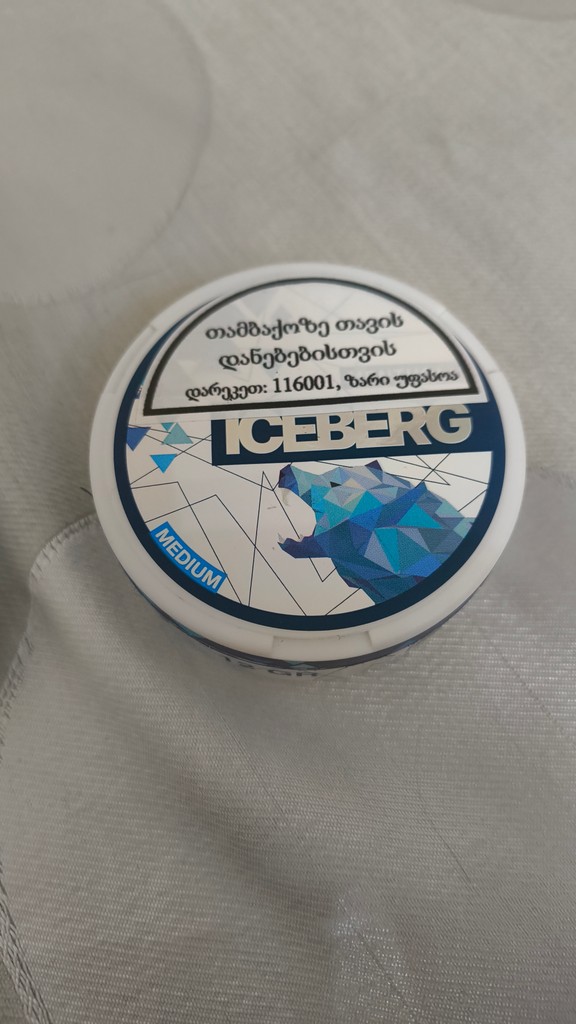 თამბაქოზე თავის
დანებებისთვის
დარეკეთ: 116001, ზარი უფასოა
ICEBERG
MEDIUM